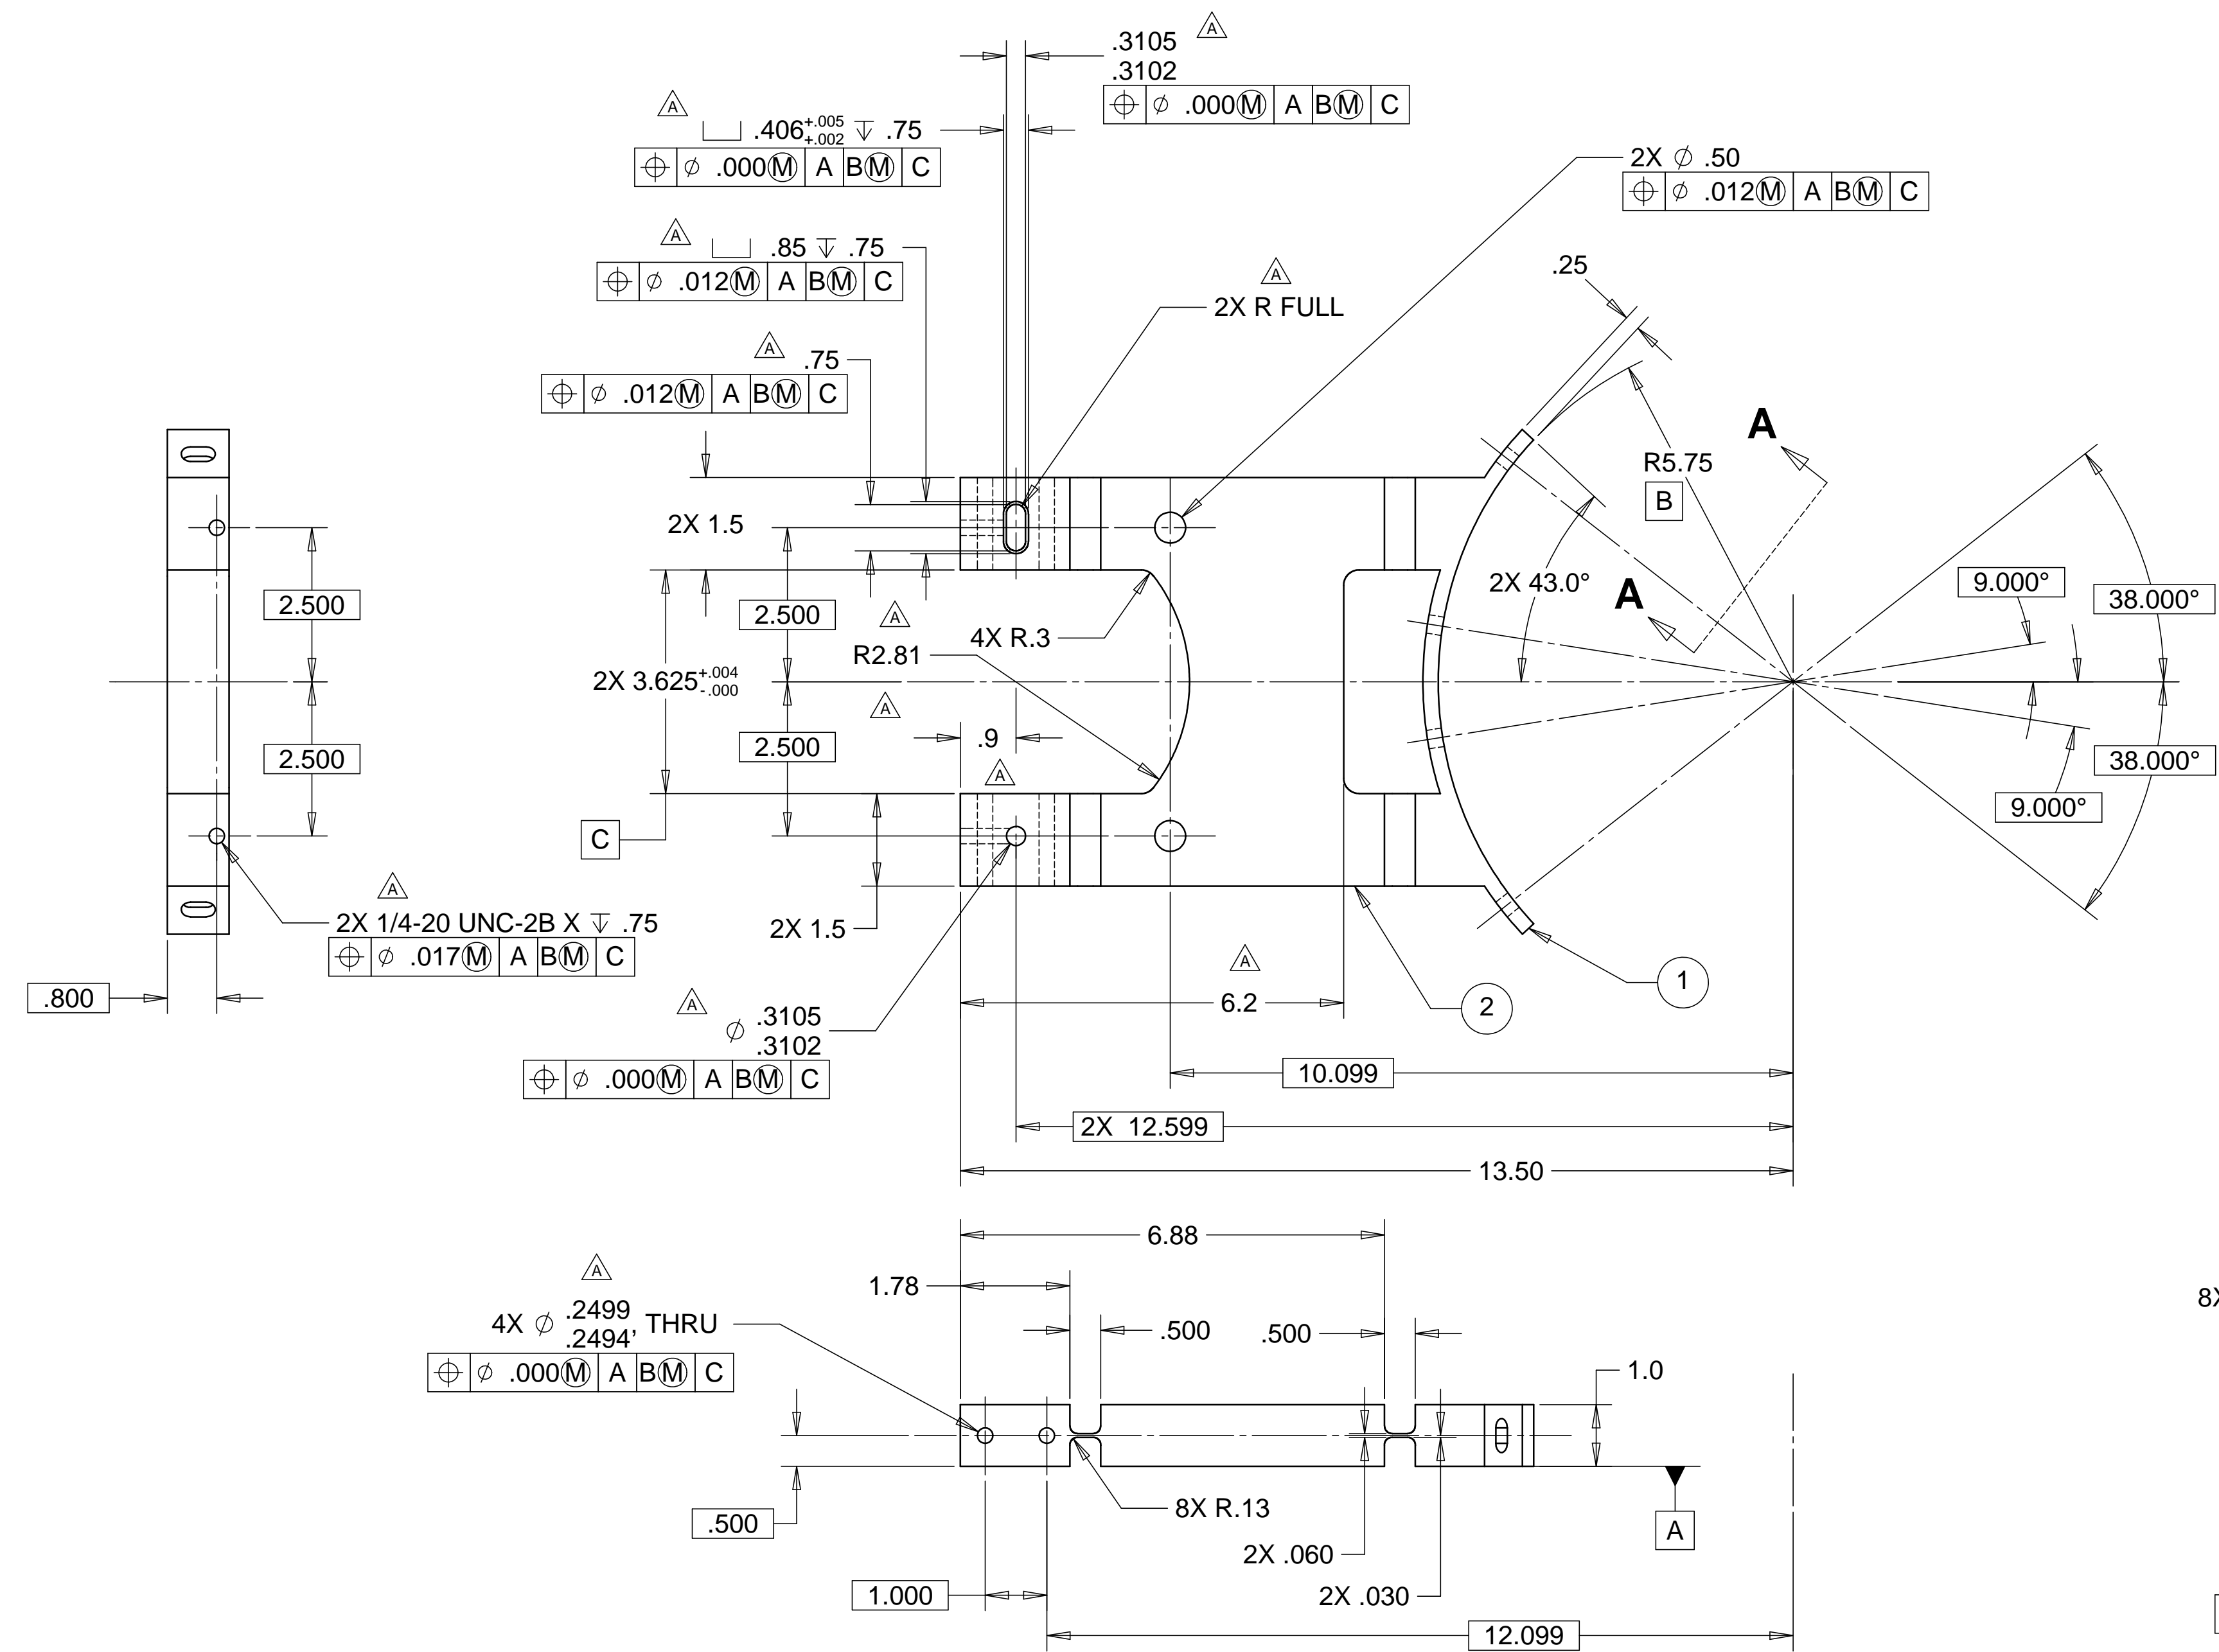 .3105 A
.3102
⌖ ⌀ .000Ⓜ A BⓂ C
A
⌴ .406 +.005 ↧ .75
+.002
⌖ ⌀ .000Ⓜ A BⓂ C
2X ⌀ .50
⌖ ⌀ .012Ⓜ A BⓂ C
A
⌴ .85 ↧ .75
⌖ ⌀ .012Ⓜ A BⓂ C
A
2X R FULL
.25
A
.75
⌖ ⌀ .012Ⓜ A BⓂ C
A
R5.75
B
2X 1.5
2X 43.0°
A
9.000°
38.000°
2.500
2.500
A
4X R.3
R2.81
2X 3.625 +.004
-.000
A
2.500
2.500
.9
A
38.000°
9.000°
C
A
2X 1/4-20 UNC-2B X ↧ .75
⌖ ⌀ .017Ⓜ A BⓂ C
2X 1.5
.800
A
6.2
1
2
A
⌀ .3105
.3102
⌖ ⌀ .000Ⓜ A BⓂ C
10.099
2X 12.599
13.50
6.88
1.78
A
4X ⌀ .2499
.2494, THRU
⌖ ⌀ .000Ⓜ A BⓂ C
.500
.500
1.0
8X
8X R.13
.500
A
2X .060
1.000
2X .030
12.099